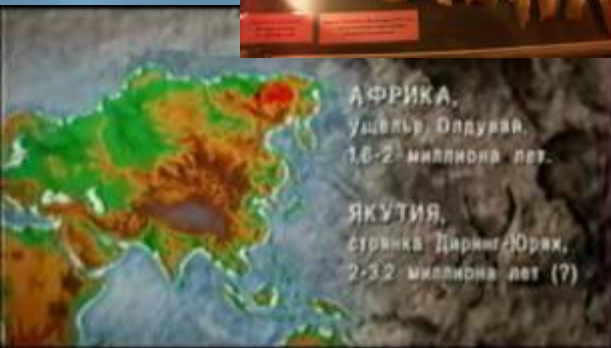 АФРИКА,
ущелье Олдувай,
1,6-2 миллиона лет.
ЯКУТИЯ,
стоянка Диринг-Юрях,
2-3,2 миллиона лет (?)